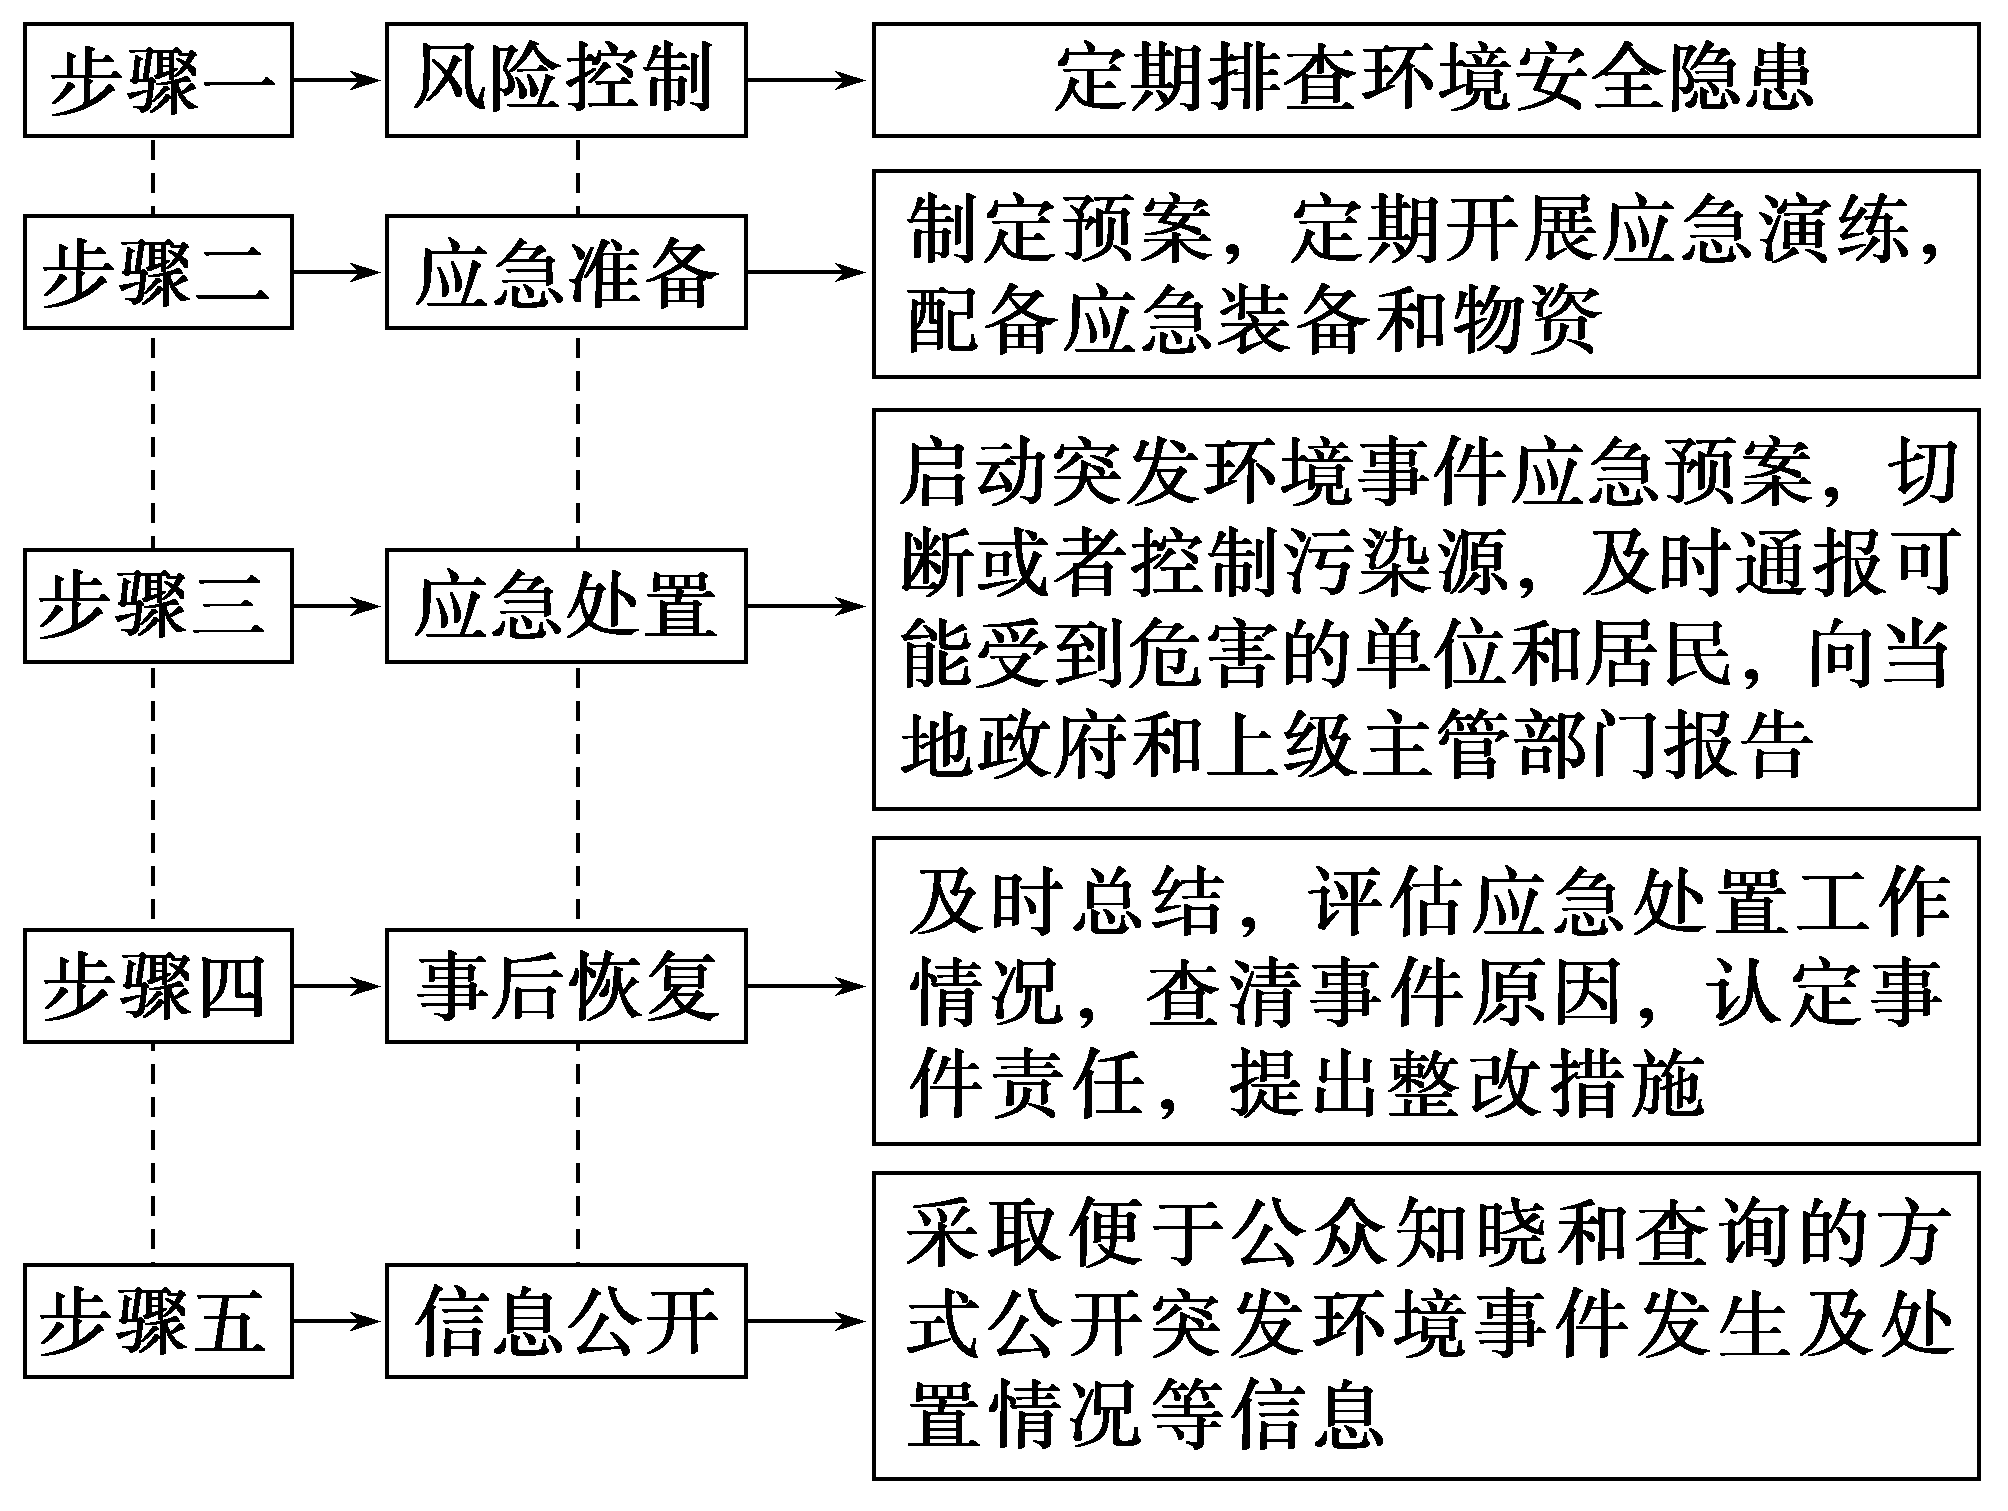 步骤一
风险控制
定期排查环境安全隐患
步骤二
应急准备
制定预案，定期开展应急演练，
配备应急装备和物资
步骤三
应急处置
启动突发环境事件应急预案，切
断或者控制污染源，及时通报可
能受到危害的单位和居民，向当
地政府和上级主管部门报告
步骤四
事后恢复
及时总结，评估应急处置工作
情况，查清事件原因，认定事
件责任，提出整改措施
步骤五
信息公开
采取便于公众知晓和查询的方
式公开突发环境事件发生及处
置情况等信息